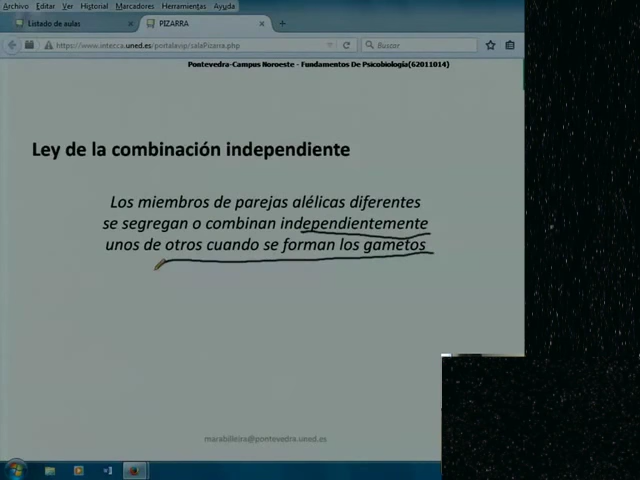 Archivo Editar Ver Historial Marcadores Herramientas Ayuda
Listado de aulas
PIZARRA
https://www.intecca.uned.es/portalavip/salaPizarra.php
Buscar
Pontevedra-Campus Noroeste - Fundamentos De Psicobiología(62011014)
Ley de la combinación independiente
Los miembros de parejas alélicas diferentes
se segregan o combinan independientemente
unos de otros cuando se forman los gametos
marabilleira@pontevedra.uned.es